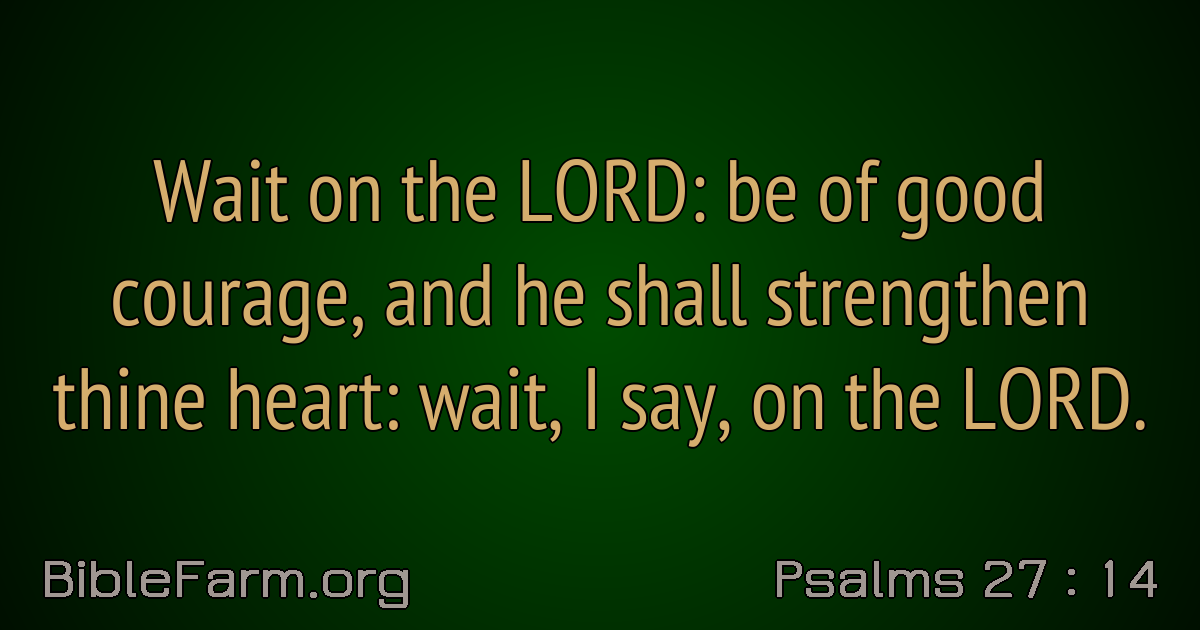 Wait on the LORD: be of good
courage, and he shall strengthen
thine heart: wait, I say, on the LORD.
BibleFarm.org
Psalms 27 : 14